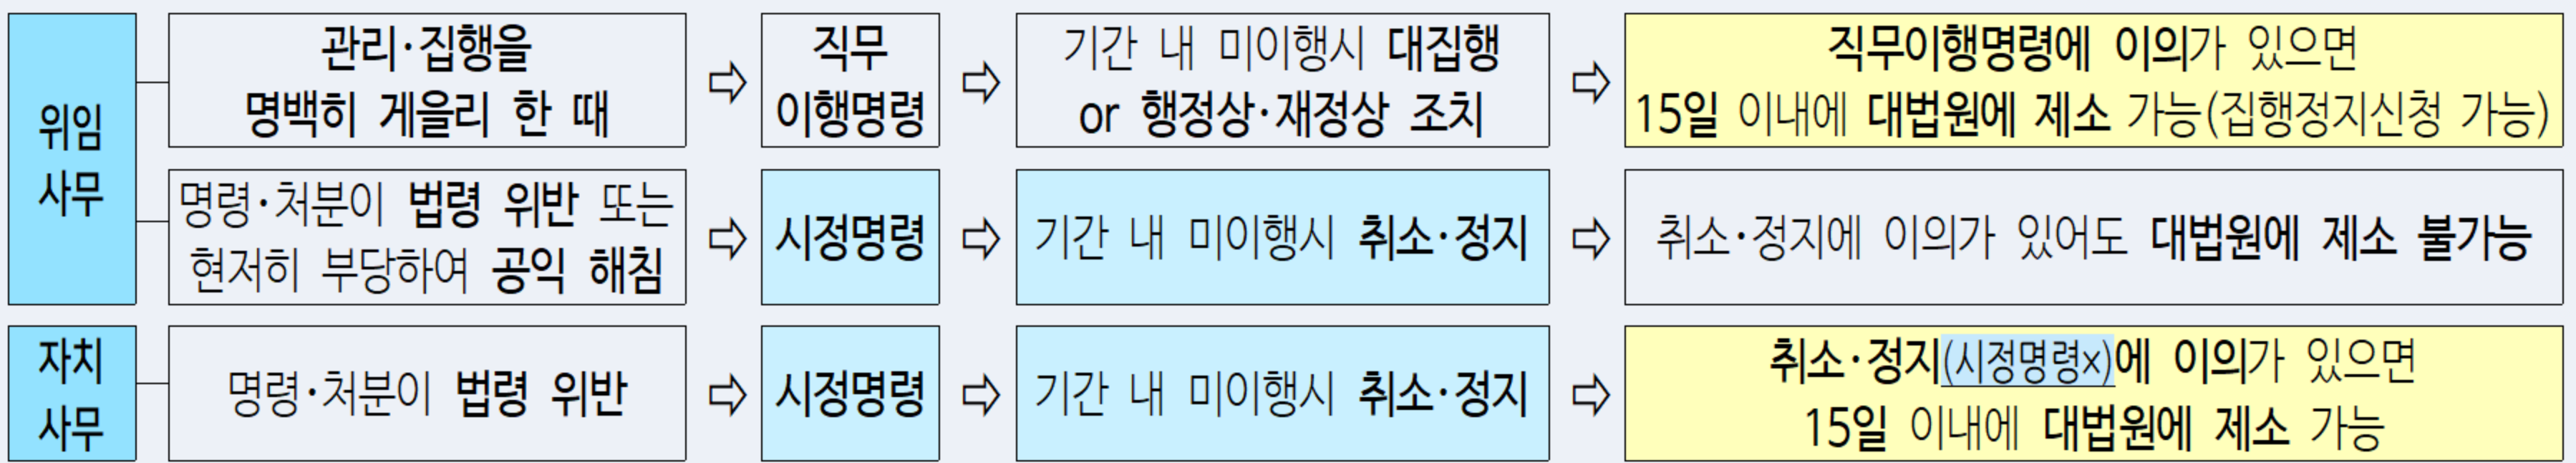 위임
사무
관리·집행을
명백히 게을리 한 때
⇨
직무
이행명령
⇨
기간 내 미이행시 대집행
or 행정상·재정상 조치
⇨
직무이행명령에 이의가 있으면
15일 이내에 대법원에 제소 가능(집행정지신청 가능)
명령·처분이 법령 위반 또는
현저히 부당하여 공익 해침
⇨
시정명령
⇨
기간 내 미이행시 취소·정지
⇨
취소·정지에 이의가 있어도 대법원에 제소 불가능
자치
사무
명령·처분이 법령 위반
⇨
시정명령
⇨
기간 내 미이행시 취소·정지
⇨
취소·정지(시정명령×)에 이의가 있으면
15일 이내에 대법원에 제소 가능